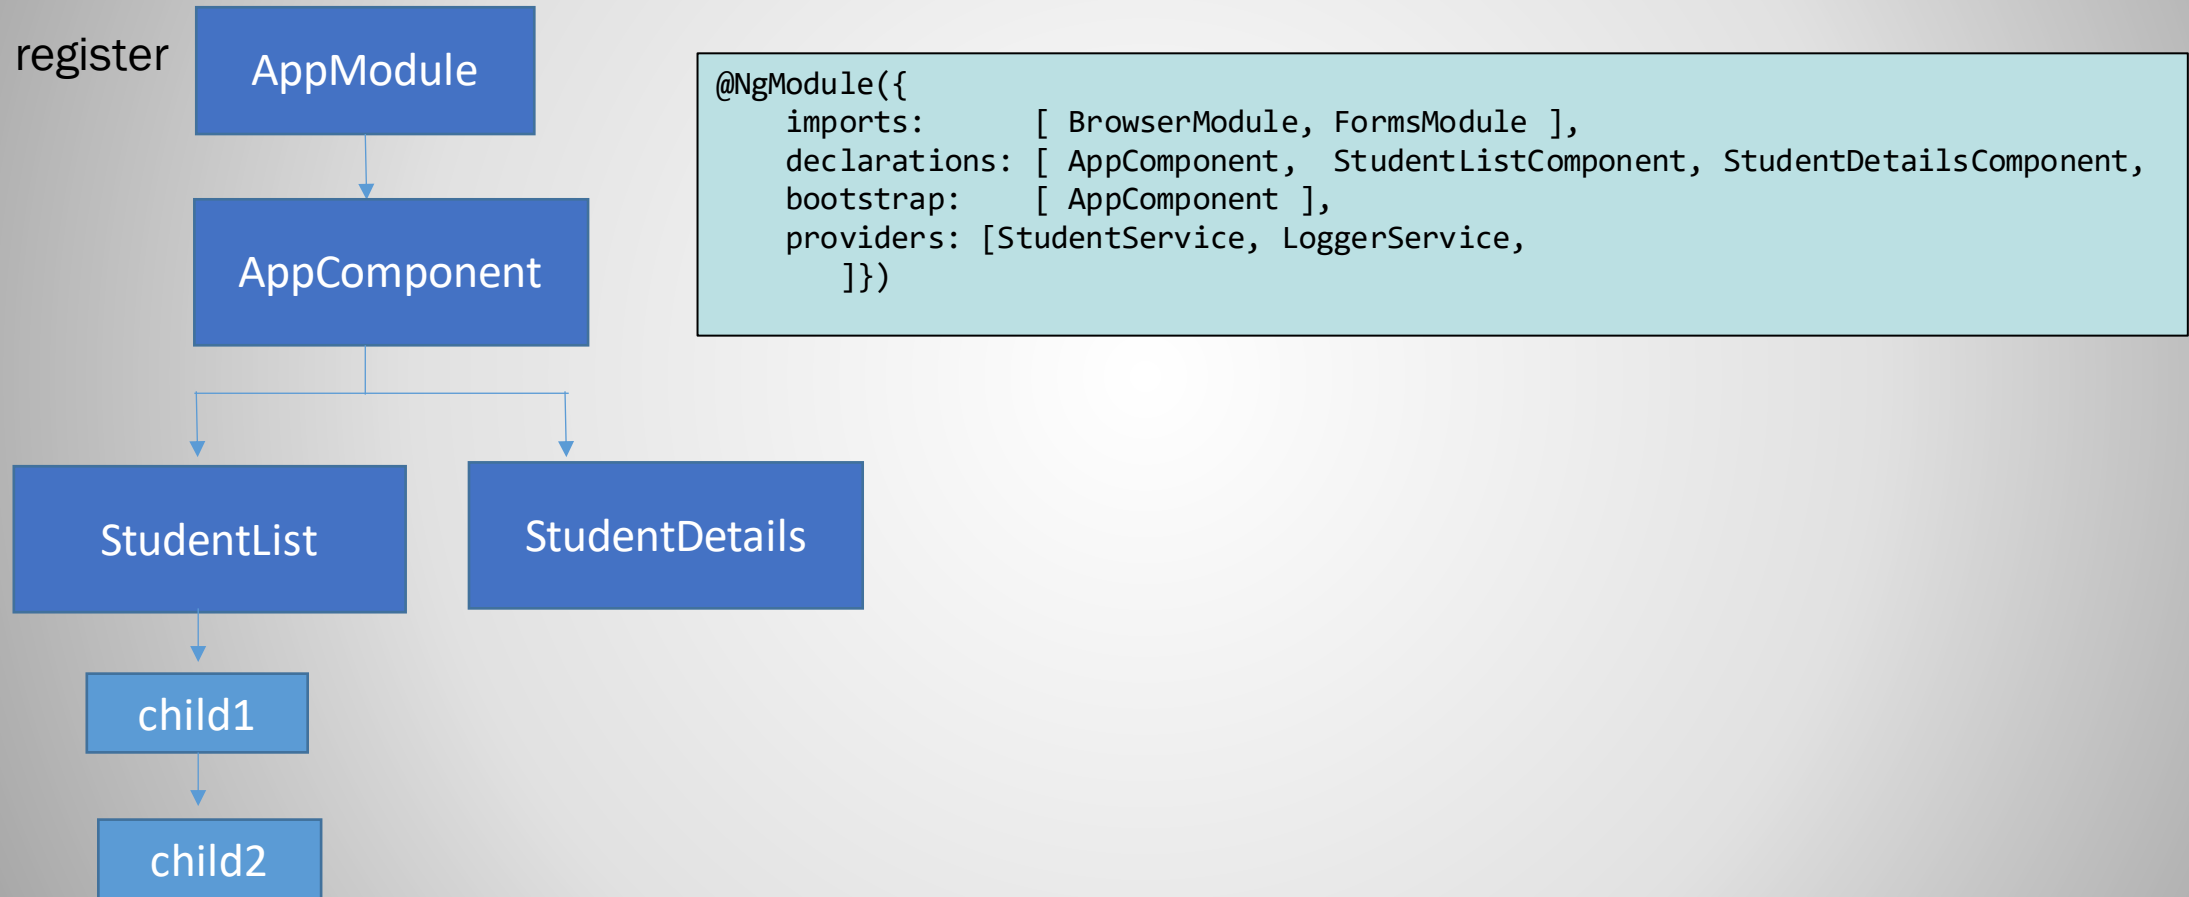 register
AppModule
@NgModule({
    imports:      [ BrowserModule, FormsModule ],
    declarations: [ AppComponent,  StudentListComponent, StudentDetailsComponent,
    bootstrap:    [ AppComponent ],
    providers: [StudentService, LoggerService,
       ]})
AppComponent
StudentList
StudentDetails
child1
child2